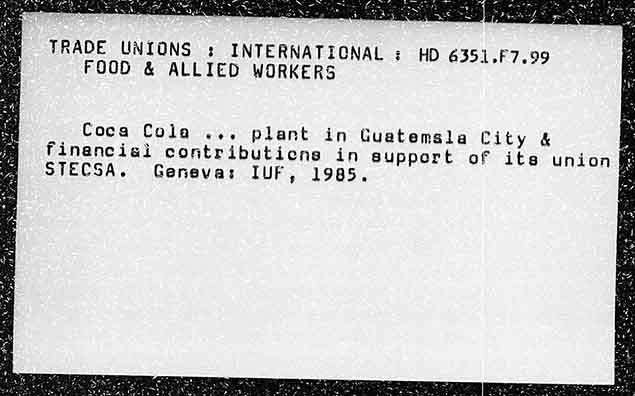 TRADE UNIONS : INTERNATIONAL : HD 6351.F7.99
FOOD & ALLIED WORKERS
Coca Cola ... plant in Guatemala City &
financial contributions in support of its union
STECSA. Geneva: IUF, 1985.